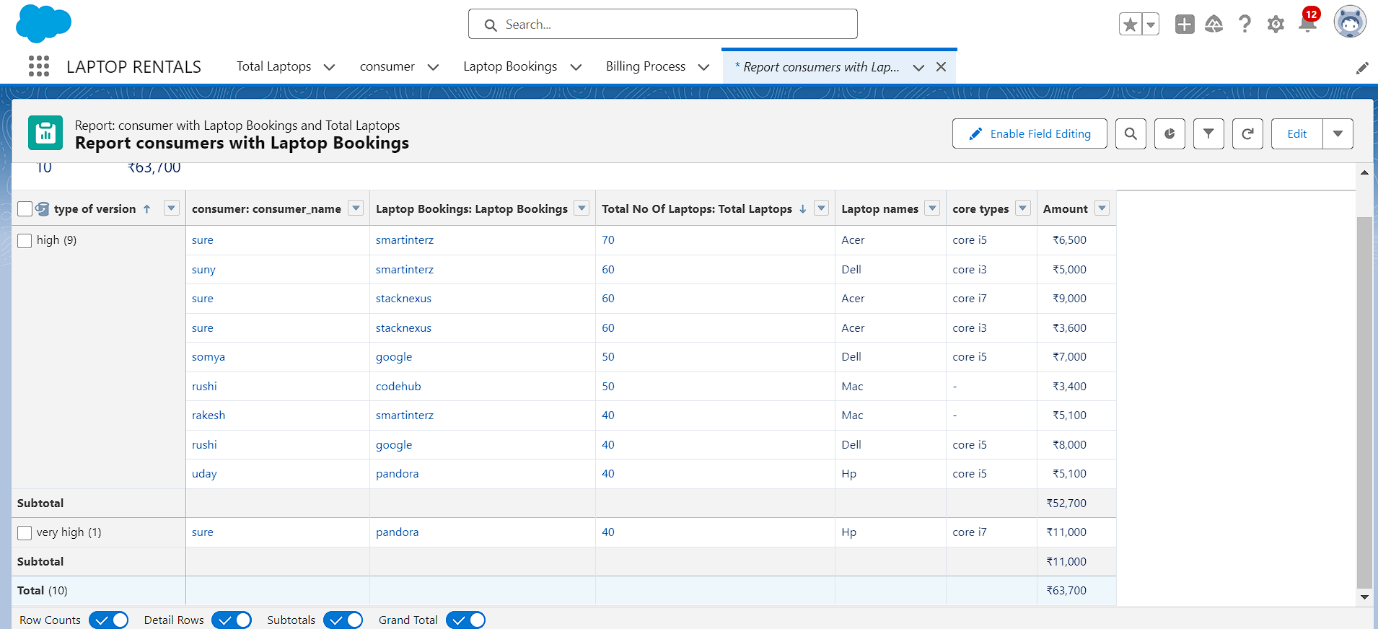 Search...
12
LAPTOP RENTALS Total Laptops consumer Laptop Bookings Billing Process * Report consumers with Lap...
Report: consumer with Laptop Bookings and Total Laptops
Report consumers with Laptop Bookings
Enable Field Editing Edit
10 ₹63,700
type of version ↑ consumer: consumer_name Laptop Bookings: Laptop Bookings Total No Of Laptops: Total Laptops ↓ Laptop names core types Amount
high (9) sure smartinterz 70 Acer core i5 ₹6,500
suny smartinterz 60 Dell core i3 ₹5,000
sure stacknexus 60 Acer core i7 ₹9,000
sure stacknexus 60 Acer core i3 ₹3,600
somya google 50 Dell core i5 ₹7,000
rushi codehub 50 Mac - ₹3,400
rakesh smartinterz 40 Mac - ₹5,100
rushi google 40 Dell core i5 ₹8,000
uday pandora 40 Hp core i5 ₹5,100
Subtotal ₹52,700
very high (1) sure pandora 40 Hp core i7 ₹11,000
Subtotal ₹11,000
Total (10) ₹63,700
Row Counts Detail Rows Subtotals Grand Total